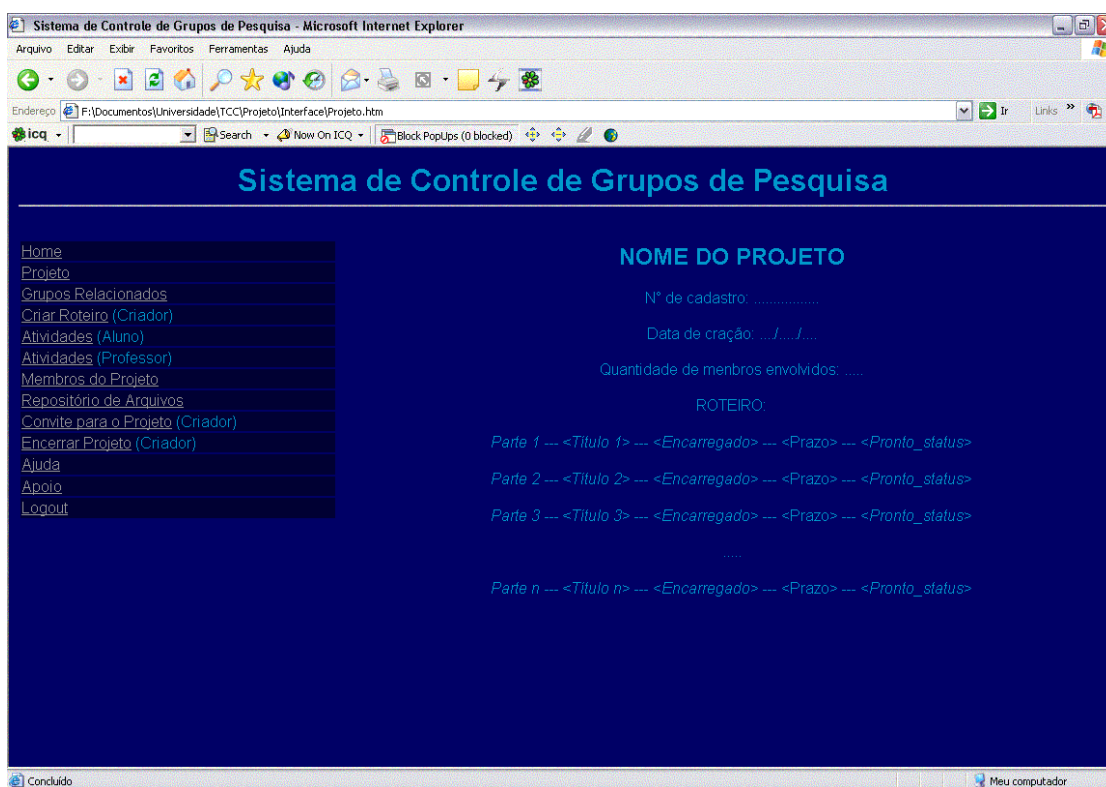 Sistema de Controle de Grupos de Pesquisa - Microsoft Internet Explorer
Arquivo Editar Exibir Favoritos Ferramentas Ajuda
Endereço F:\Documentos\Universidade\TCC\Projeto\Interface\Projeto.htm Ir Links »
icq Search Now On ICQ Block PopUps (0 blocked)
Sistema de Controle de Grupos de Pesquisa
Home
Projeto
Grupos Relacionados
Criar Roteiro (Criador)
Atividades (Aluno)
Atividades (Professor)
Membros do Projeto
Repositório de Arquivos
Convite para o Projeto (Criador)
Encerrar Projeto (Criador)
Ajuda
Apoio
Logout
NOME DO PROJETO
N° de cadastro: .................
Data de cração: ..../...../....
Quantidade de menbros envolvidos: .....
ROTEIRO:
Parte 1 --- <Titulo 1> --- <Encarregado> --- <Prazo> --- <Pronto_status>
Parte 2 --- <Titulo 2> --- <Encarregado> --- <Prazo> --- <Pronto_status>
Parte 3 --- <Titulo 3> --- <Encarregado> --- <Prazo> --- <Pronto_status>
.....
Parte n --- <Titulo n> --- <Encarregado> --- <Prazo> --- <Pronto_status>
Concluído Meu computador